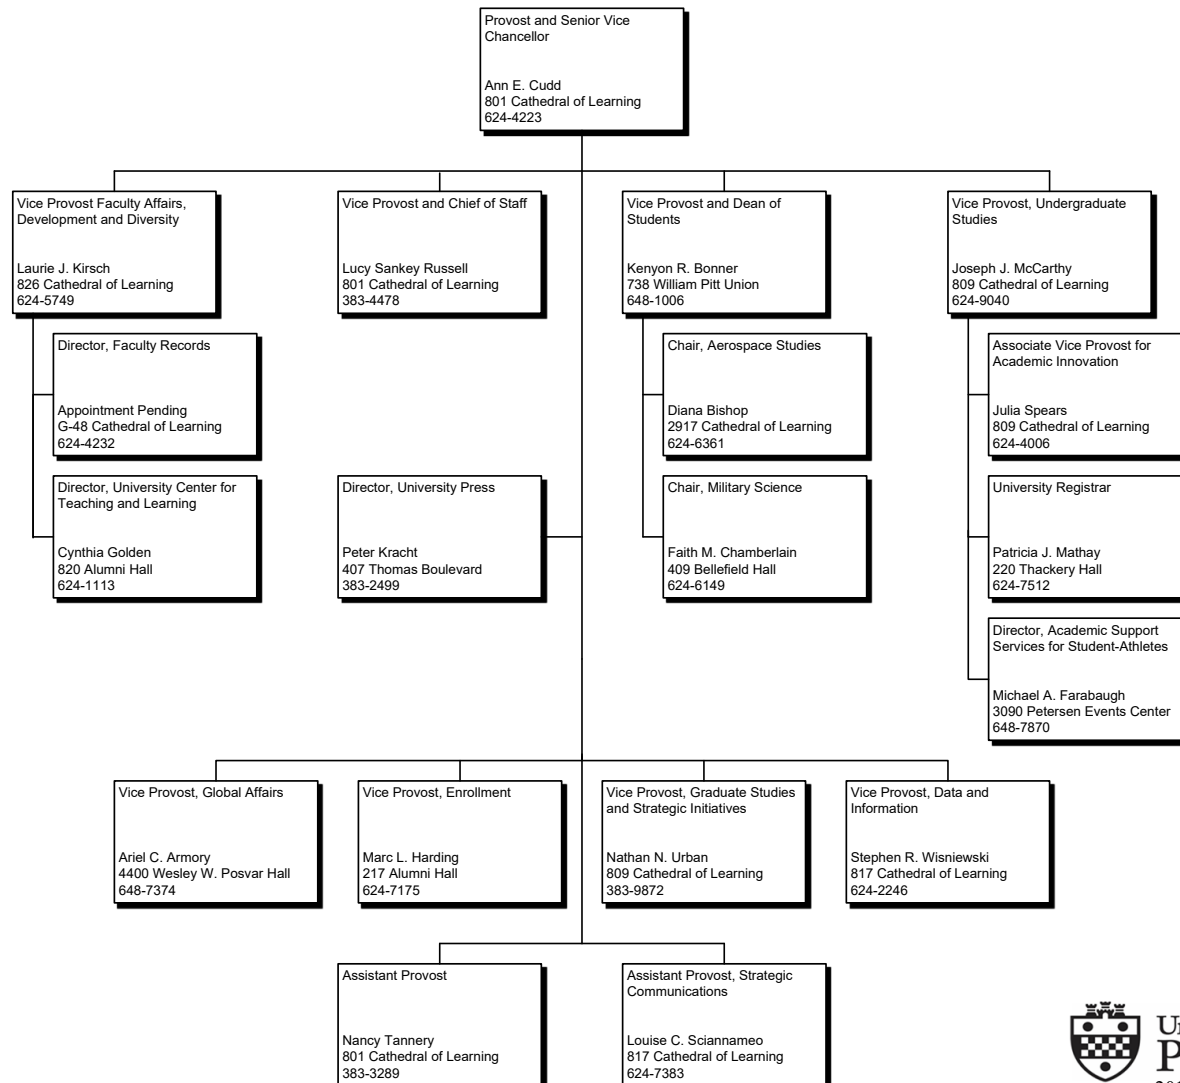 Provost and Senior Vice
Chancellor
Ann E. Cudd
801 Cathedral of Learning
624-4223
Vice Provost Faculty Affairs,
Development and Diversity
Laurie J. Kirsch
826 Cathedral of Learning
624-5749
Vice Provost and Chief of Staff
Lucy Sankey Russell
801 Cathedral of Learning
383-4478
Vice Provost and Dean of
Students
Kenyon R. Bonner
738 William Pitt Union
648-1006
Vice Provost, Undergraduate
Studies
Joseph J. McCarthy
809 Cathedral of Learning
624-9040
Director, Faculty Records
Appointment Pending
G-48 Cathedral of Learning
624-4232
Chair, Aerospace Studies
Diana Bishop
2917 Cathedral of Learning
624-6361
Associate Vice Provost for
Academic Innovation
Julia Spears
809 Cathedral of Learning
624-4006
Director, University Center for
Teaching and Learning
Cynthia Golden
820 Alumni Hall
624-1113
Director, University Press
Peter Kracht
407 Thomas Boulevard
383-2499
Chair, Military Science
Faith M. Chamberlain
409 Bellefield Hall
624-6149
University Registrar
Patricia J. Mathay
220 Thackery Hall
624-7512
Director, Academic Support
Services for Student-Athletes
Michael A. Farabaugh
3090 Petersen Events Center
648-7870
Vice Provost, Global Affairs
Ariel C. Armory
4400 Wesley W. Posvar Hall
648-7374
Vice Provost, Enrollment
Marc L. Harding
217 Alumni Hall
624-7175
Vice Provost, Graduate Studies
and Strategic Initiatives
Nathan N. Urban
809 Cathedral of Learning
383-9872
Vice Provost, Data and
Information
Stephen R. Wisniewski
817 Cathedral of Learning
624-2246
Assistant Provost
Nancy Tannery
801 Cathedral of Learning
383-3289
Assistant Provost, Strategic
Communications
Louise C. Sciannameo
817 Cathedral of Learning
624-7383